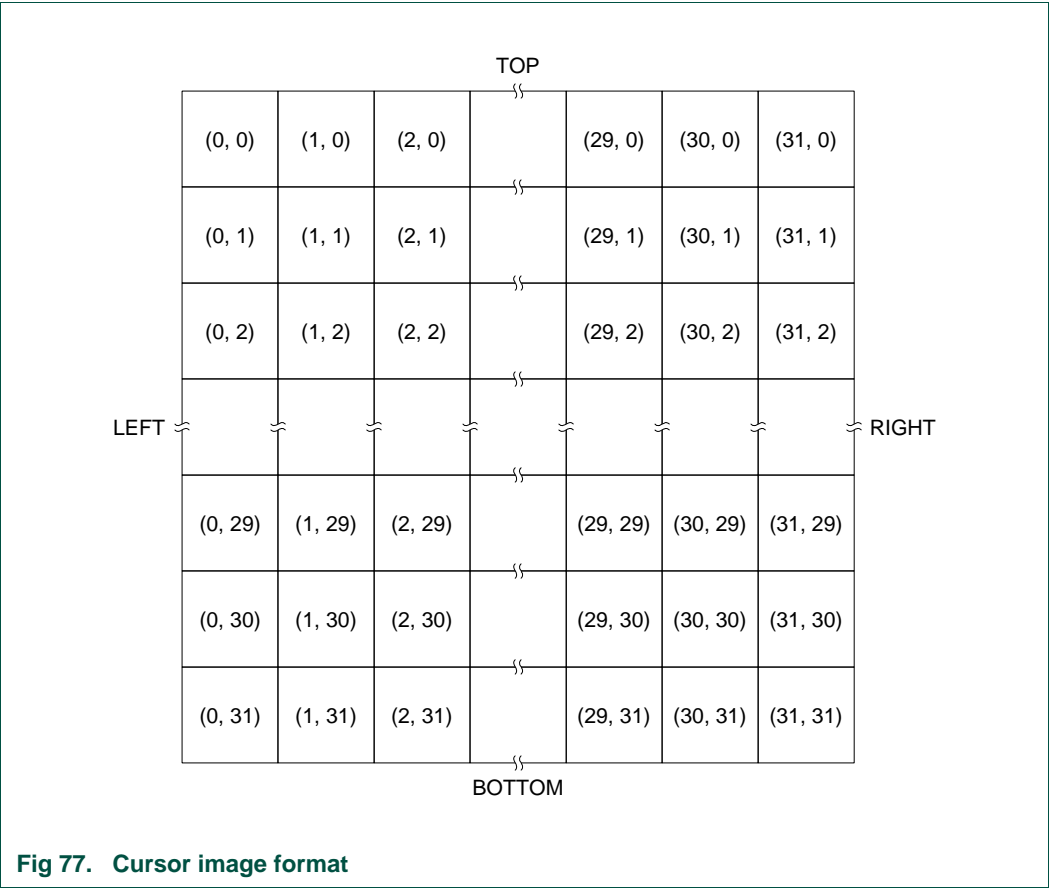 TOP
(0, 0) (1, 0) (2, 0) (29, 0) (30, 0) (31, 0)
(0, 1) (1, 1) (2, 1) (29, 1) (30, 1) (31, 1)
(0, 2) (1, 2) (2, 2) (29, 2) (30, 2) (31, 2)
LEFT RIGHT
(0, 29) (1, 29) (2, 29) (29, 29) (30, 29) (31, 29)
(0, 30) (1, 30) (2, 30) (29, 30) (30, 30) (31, 30)
(0, 31) (1, 31) (2, 31) (29, 31) (30, 31) (31, 31)
BOTTOM
Fig 77. Cursor image format